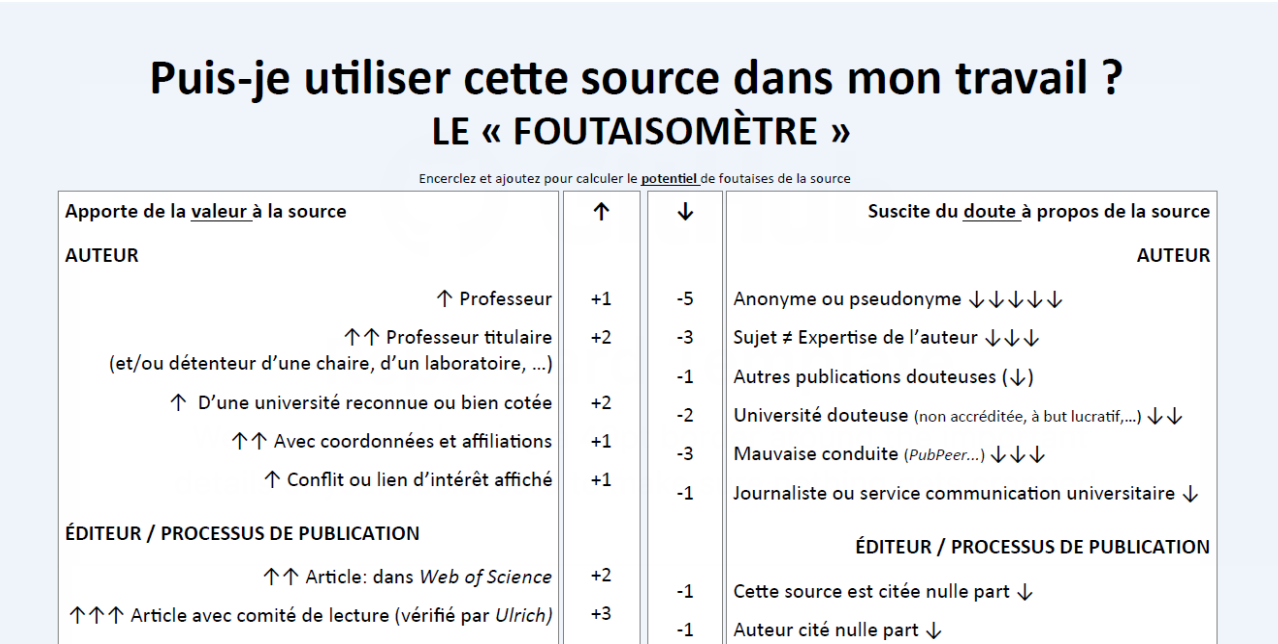 Puis-je utiliser cette source dans mon travail ?
LE « FOUTAISOMÈTRE »
Encerclez et ajoutez pour calculer le potentiel de foutaises de la source
Apporte de la valeur à la source ↑
AUTEUR
↑ Professeur +1
↑↑ Professeur titulaire +2
(et/ou détenteur d’une chaire, d’un laboratoire, …)
↑ D’une université reconnue ou bien cotée +2
↑↑ Avec coordonnées et affiliations +1
↑ Conflit ou lien d’intérêt affiché +1
ÉDITEUR / PROCESSUS DE PUBLICATION
↑↑ Article: dans Web of Science +2
↑↑↑ Article avec comité de lecture (vérifié par Ulrich) +3
↓ Suscite du doute à propos de la source
AUTEUR
-5 Anonyme ou pseudonyme ↓↓↓↓↓
-3 Sujet ≠ Expertise de l’auteur ↓↓↓
-1 Autres publications douteuses (↓)
-2 Université douteuse (non accréditée, à but lucratif,…) ↓↓
-3 Mauvaise conduite (PubPeer…) ↓↓↓
-1 Journaliste ou service communication universitaire ↓
ÉDITEUR / PROCESSUS DE PUBLICATION
-1 Cette source est citée nulle part ↓
-1 Auteur cité nulle part ↓